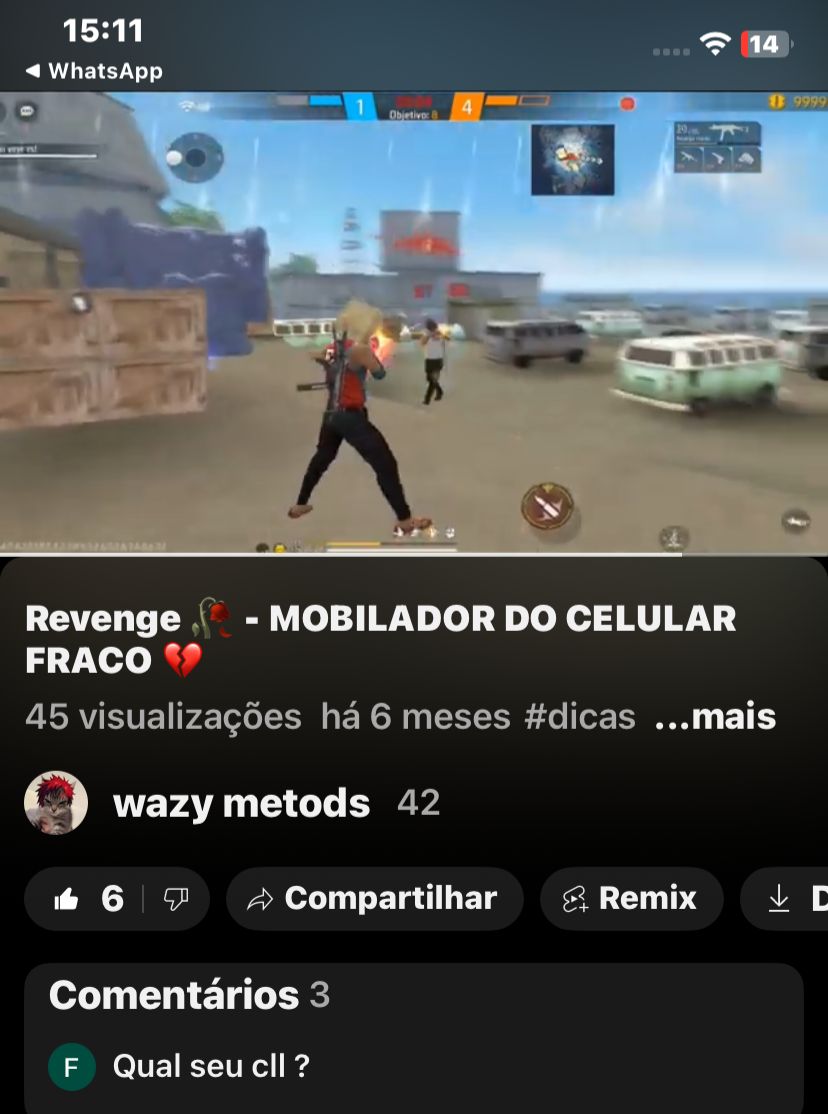 15:11
14
WhatsApp
1
Objetivo: 8
4
9999
Revenge 🥀 - MOBILADOR DO CELULAR
FRACO 💔
45 visualizações há 6 meses #dicas ...mais
wazy metods 42
6 Compartilhar Remix D
Comentários 3
F Qual seu cll ?